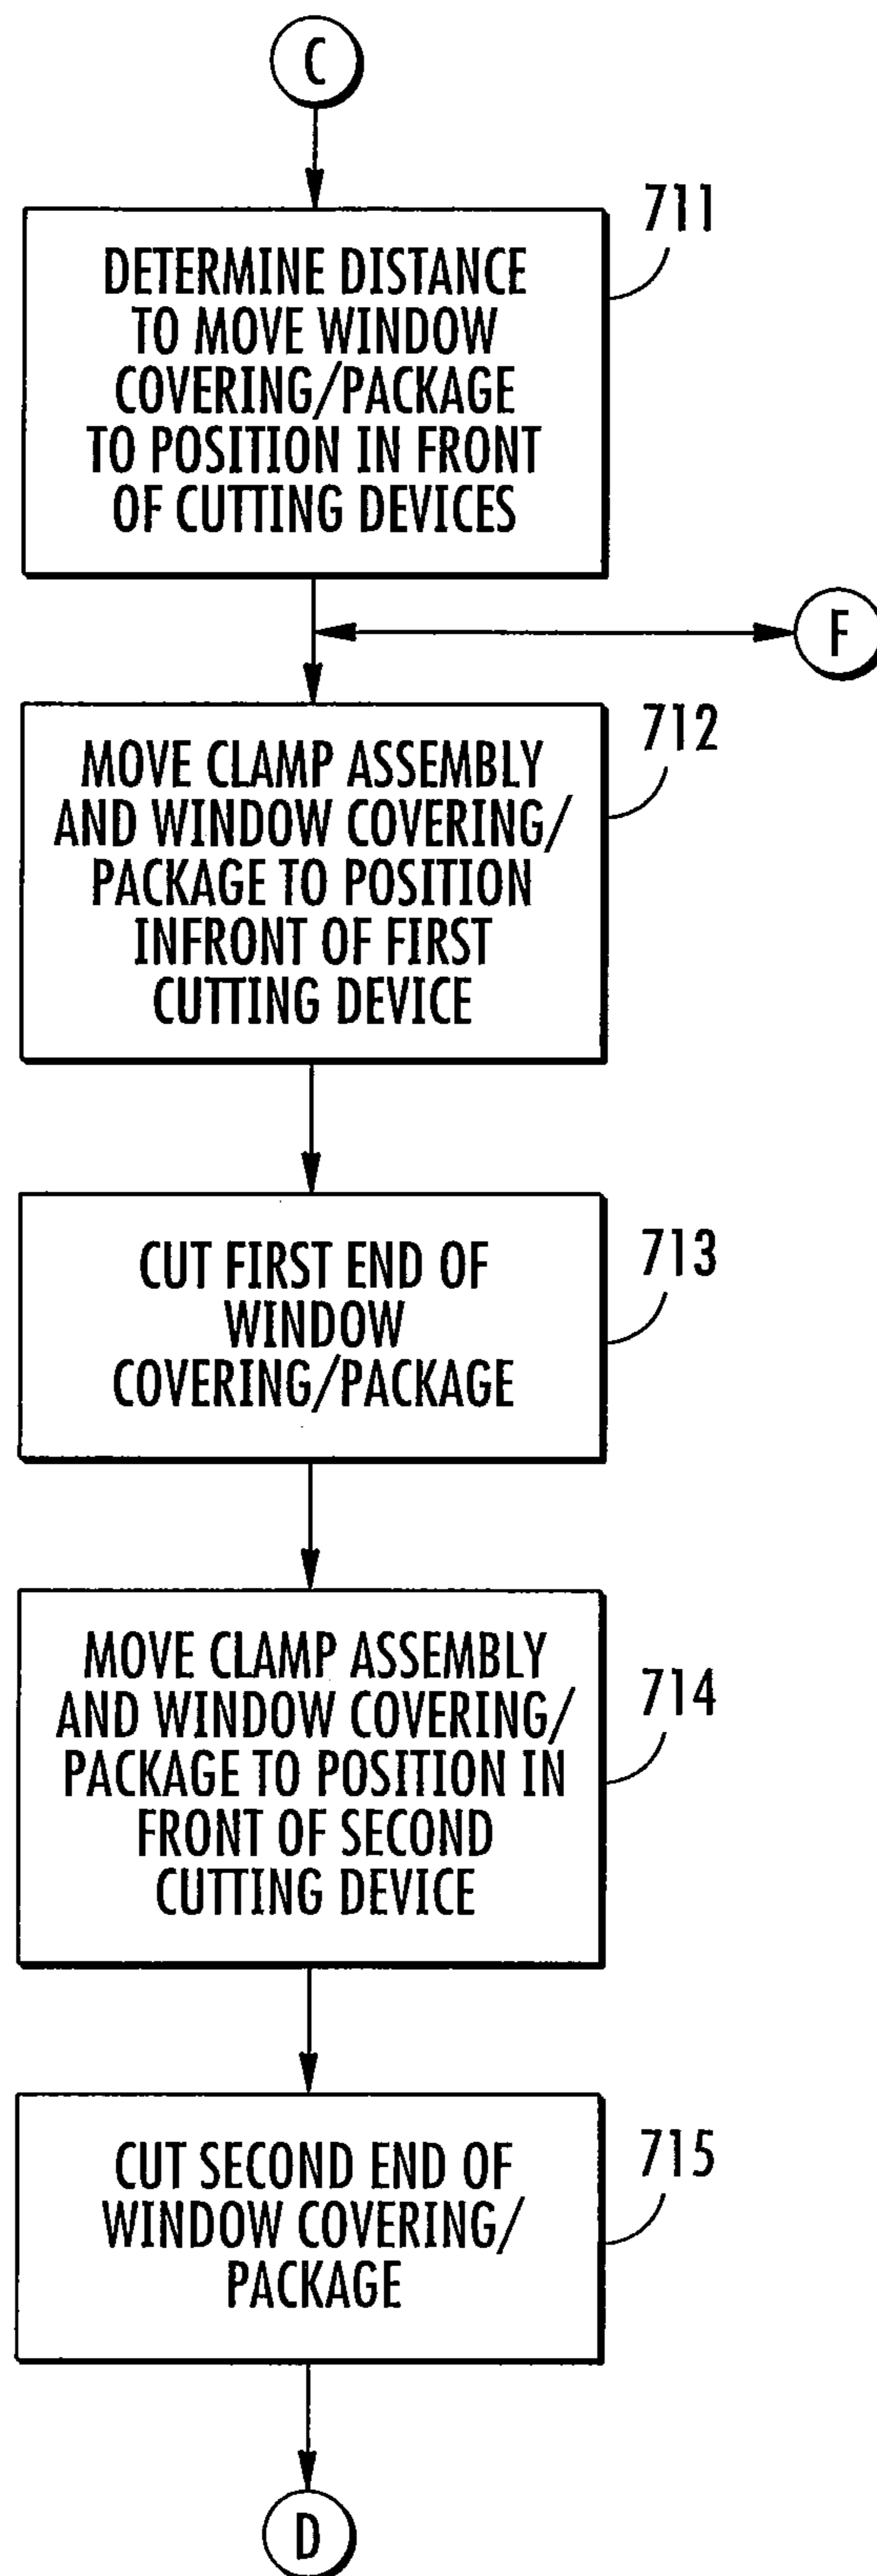 C
711
DETERMINE DISTANCE
TO MOVE WINDOW
COVERING/PACKAGE
TO POSITION IN FRONT
OF CUTTING DEVICES
F
712
MOVE CLAMP ASSEMBLY
AND WINDOW COVERING/
PACKAGE TO POSITION
INFRONT OF FIRST
CUTTING DEVICE
713
CUT FIRST END OF
WINDOW
COVERING/PACKAGE
714
MOVE CLAMP ASSEMBLY
AND WINDOW COVERING/
PACKAGE TO POSITION IN
FRONT OF SECOND
CUTTING DEVICE
715
CUT SECOND END OF
WINDOW COVERING/
PACKAGE
D